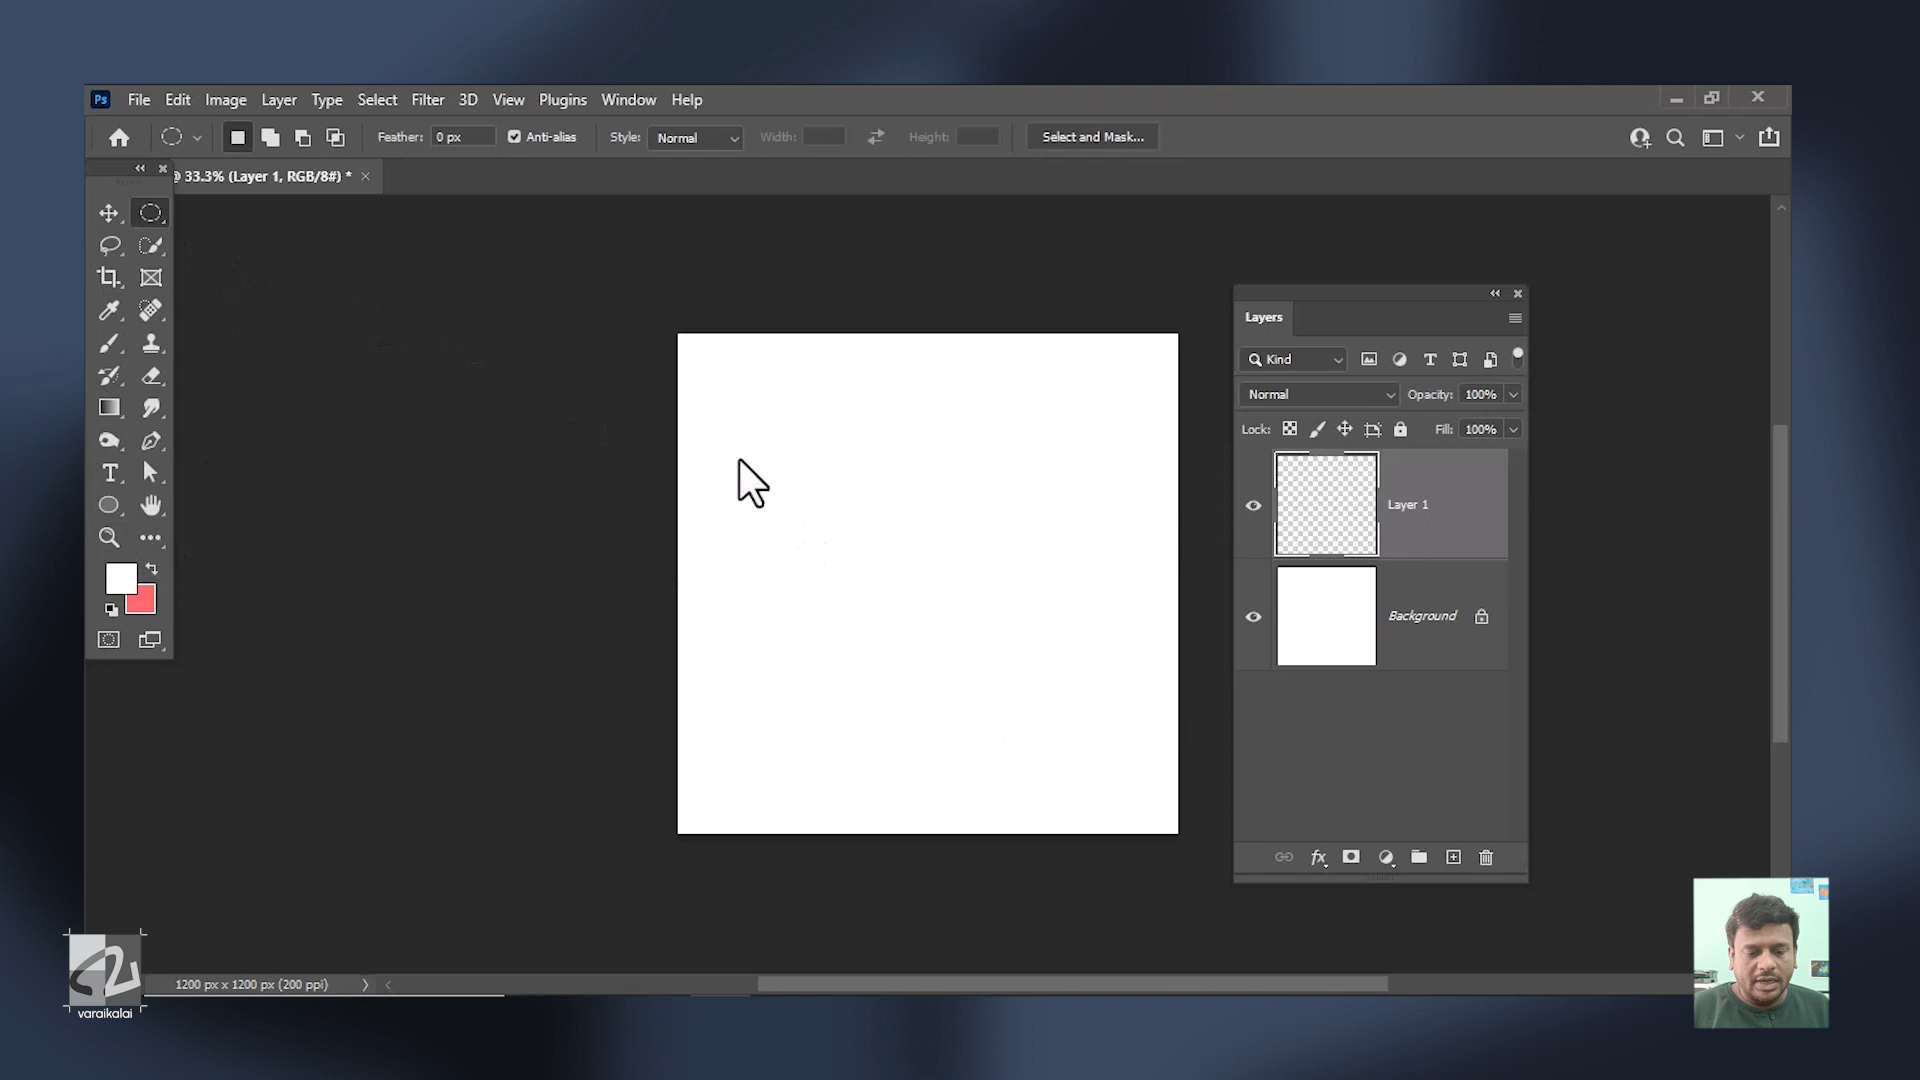 Ps File Edit Image Layer Type Select Filter 3D View Plugins Window Help
Feather: 0 px Anti-alias Style: Normal Width: Height: Select and Mask...
@ 33.3% (Layer 1, RGB/8#) *
Layers
Kind
Normal Opacity: 100%
Lock: Fill: 100%
Layer 1
Background
1200 px x 1200 px (200 ppi)
varaikalai